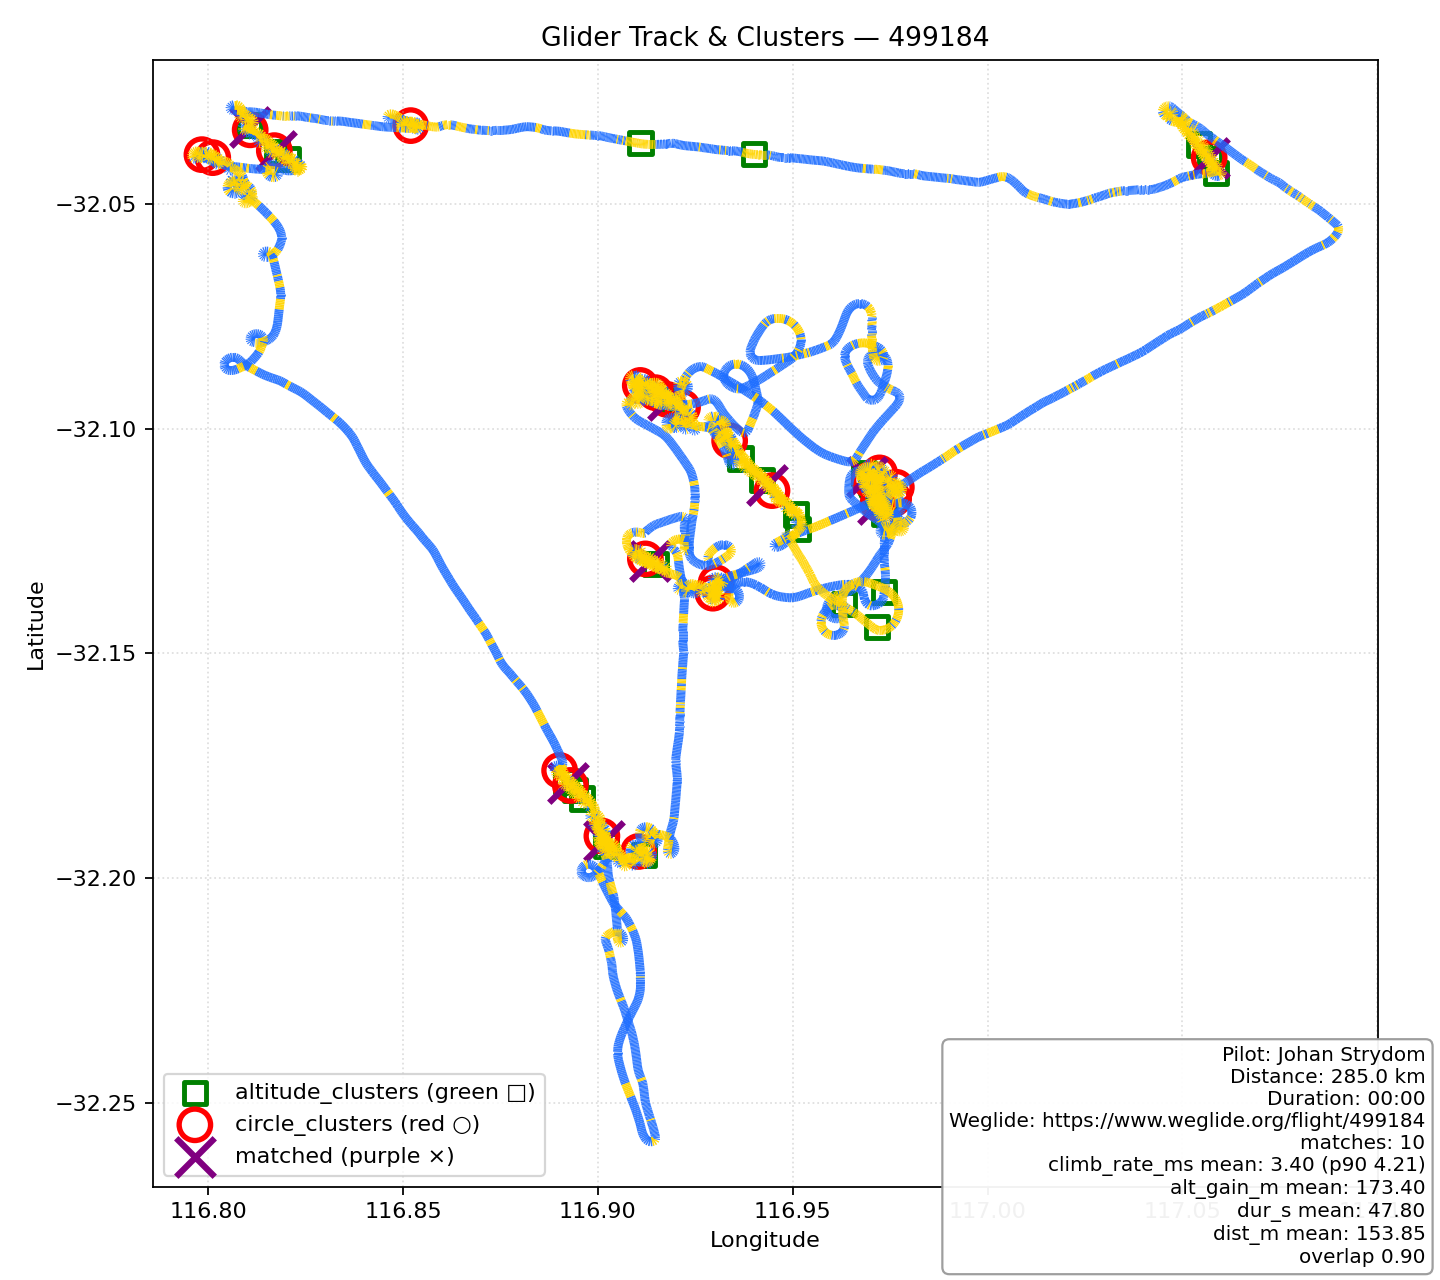 Glider Track & Clusters — 499184
Latitude
−32.05
−32.10
−32.15
−32.20
−32.25
altitude_clusters (green □)
circle_clusters (red ○)
matched (purple ×)
116.80
116.85
116.90
116.95
117.00
117.05
Longitude
Pilot: Johan Strydom
Distance: 285.0 km
Duration: 00:00
Weglide: https://www.weglide.org/flight/499184
matches: 10
climb_rate_ms mean: 3.40 (p90 4.21)
alt_gain_m mean: 173.40
dur_s mean: 47.80
dist_m mean: 153.85
overlap 0.90